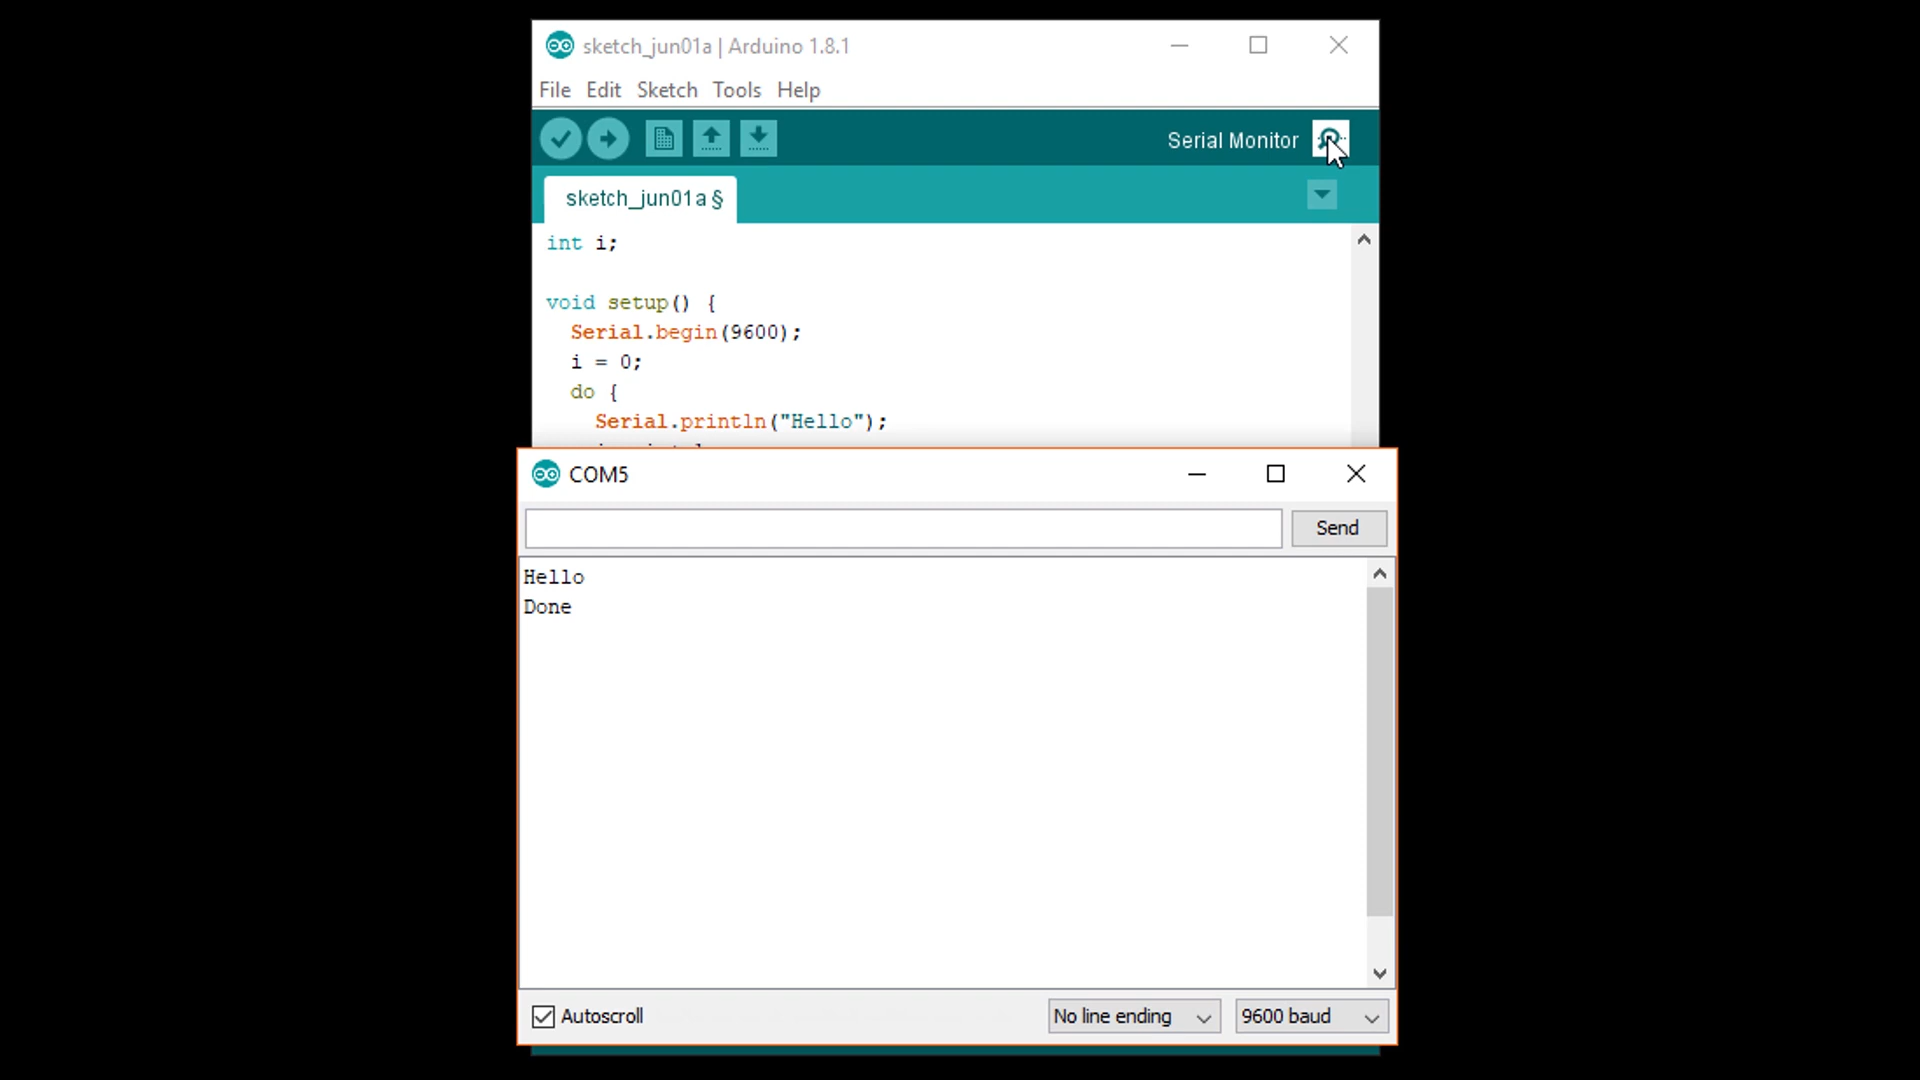 sketch_jun01a | Arduino 1.8.1
File Edit Sketch Tools Help
Serial Monitor
sketch_jun01a §
int i;
void setup() {
Serial.begin(9600);
i = 0;
do {
Serial.println("Hello");
COM5
Send
Hello
Done
Autoscroll
No line ending
9600 baud